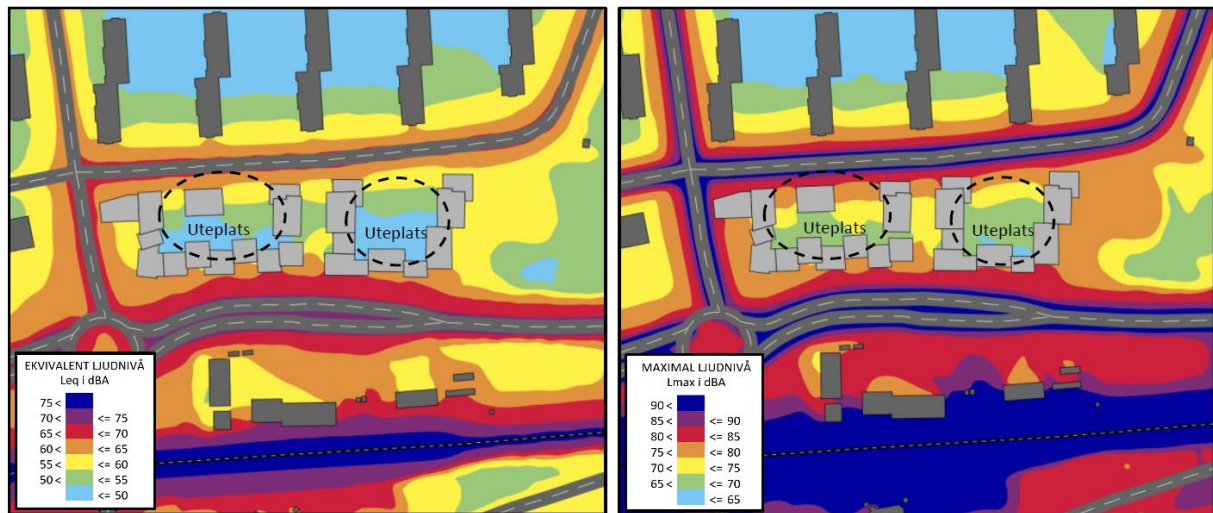 Uteplats
Uteplats
EKVIVALENT LJUDNIVÅ
Leq i dBA
75 <
70 < <= 75
65 < <= 70
60 < <= 65
55 < <= 60
50 < <= 55
<= 50
Uteplats
Uteplats
MAXIMAL LJUDNIVÅ
Lmax i dBA
90 <
85 < <= 90
80 < <= 85
75 < <= 80
70 < <= 75
65 < <= 70
<= 65